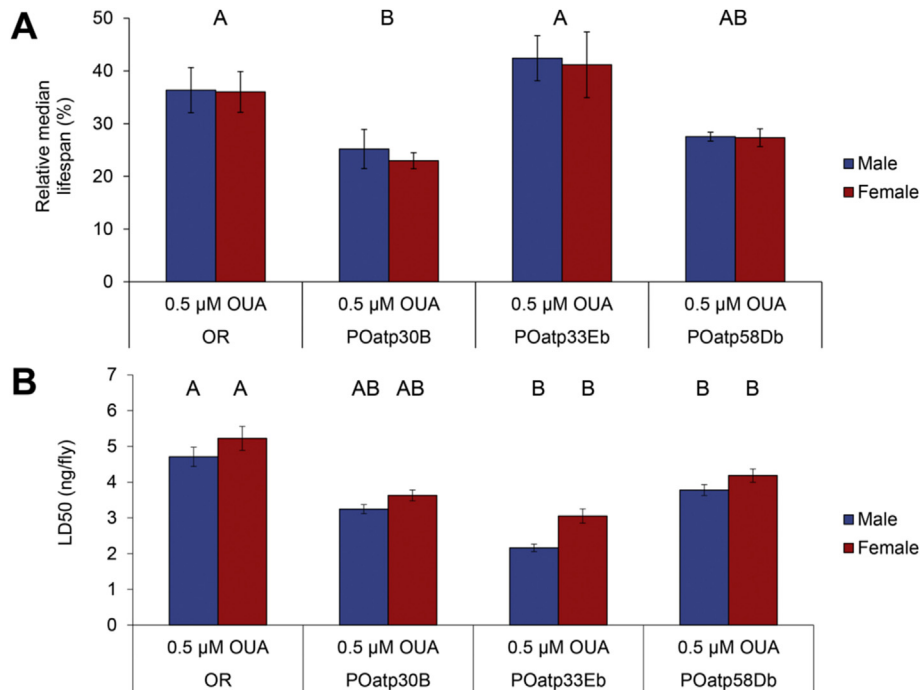 A
A B A AB
50
40
30
20
10
0
Relative median
lifespan (%)
Male
Female
0.5 µM OUA 0.5 µM OUA 0.5 µM OUA 0.5 µM OUA
OR POatp30B POatp33Eb POatp58Db
B
7
6
5
4
3
2
1
0
A A AB AB B B B B
LD50 (ng/fly)
Male
Female
0.5 µM OUA 0.5 µM OUA 0.5 µM OUA 0.5 µM OUA
OR POatp30B POatp33Eb POatp58Db